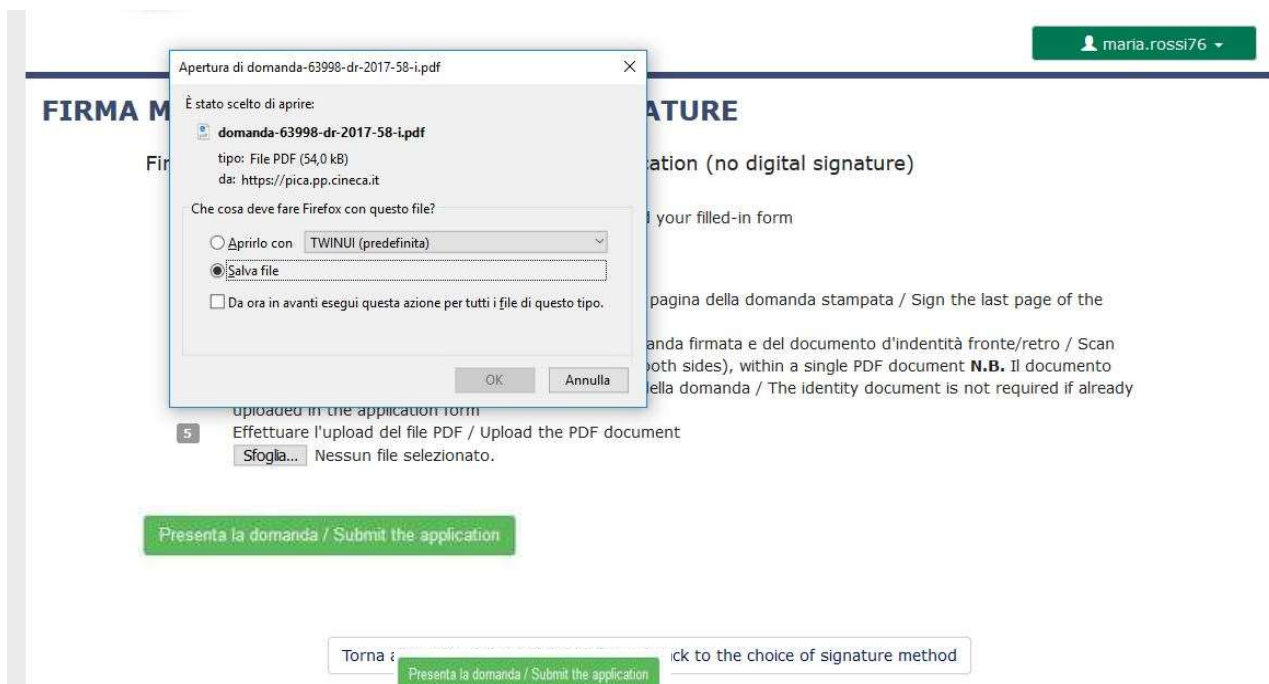 maria.rossi76
Apertura di domanda-63998-dr-2017-58-i.pdf
È stato scelto di aprire:
domanda-63998-dr-2017-58-i.pdf
tipo: File PDF (54,0 kB)
da: https://pica.pp.cineca.it
Che cosa deve fare Firefox con questo file?
Aprirlo con TWINUI (predefinita)
Salva file
Da ora in avanti esegui questa azione per tutti i file di questo tipo.
OK Annulla
FIRMA M ATURE
Fir ation (no digital signature)
your filled-in form
pagina della domanda stampata / Sign the last page of the
anda firmata e del documento d'indentità fronte/retro / Scan
both sides), within a single PDF document N.B. Il documento
della domanda / The identity document is not required if already
uploaded in the application form
5 Effettuare l'upload del file PDF / Upload the PDF document
Sfoglia... Nessun file selezionato.
Presenta la domanda / Submit the application
Torna a ck to the choice of signature method
Presenta la domanda / Submit the application